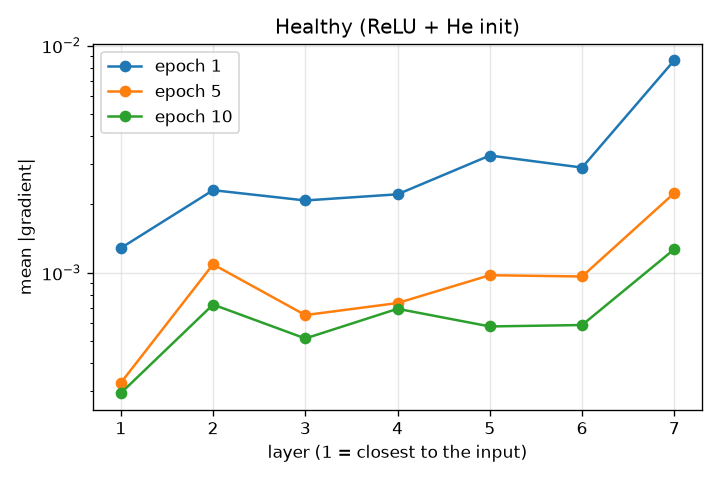 Healthy (ReLU + He init)
10⁻²
epoch 1
epoch 5
epoch 10
mean |gradient|
10⁻³
1 2 3 4 5 6 7
layer (1 = closest to the input)